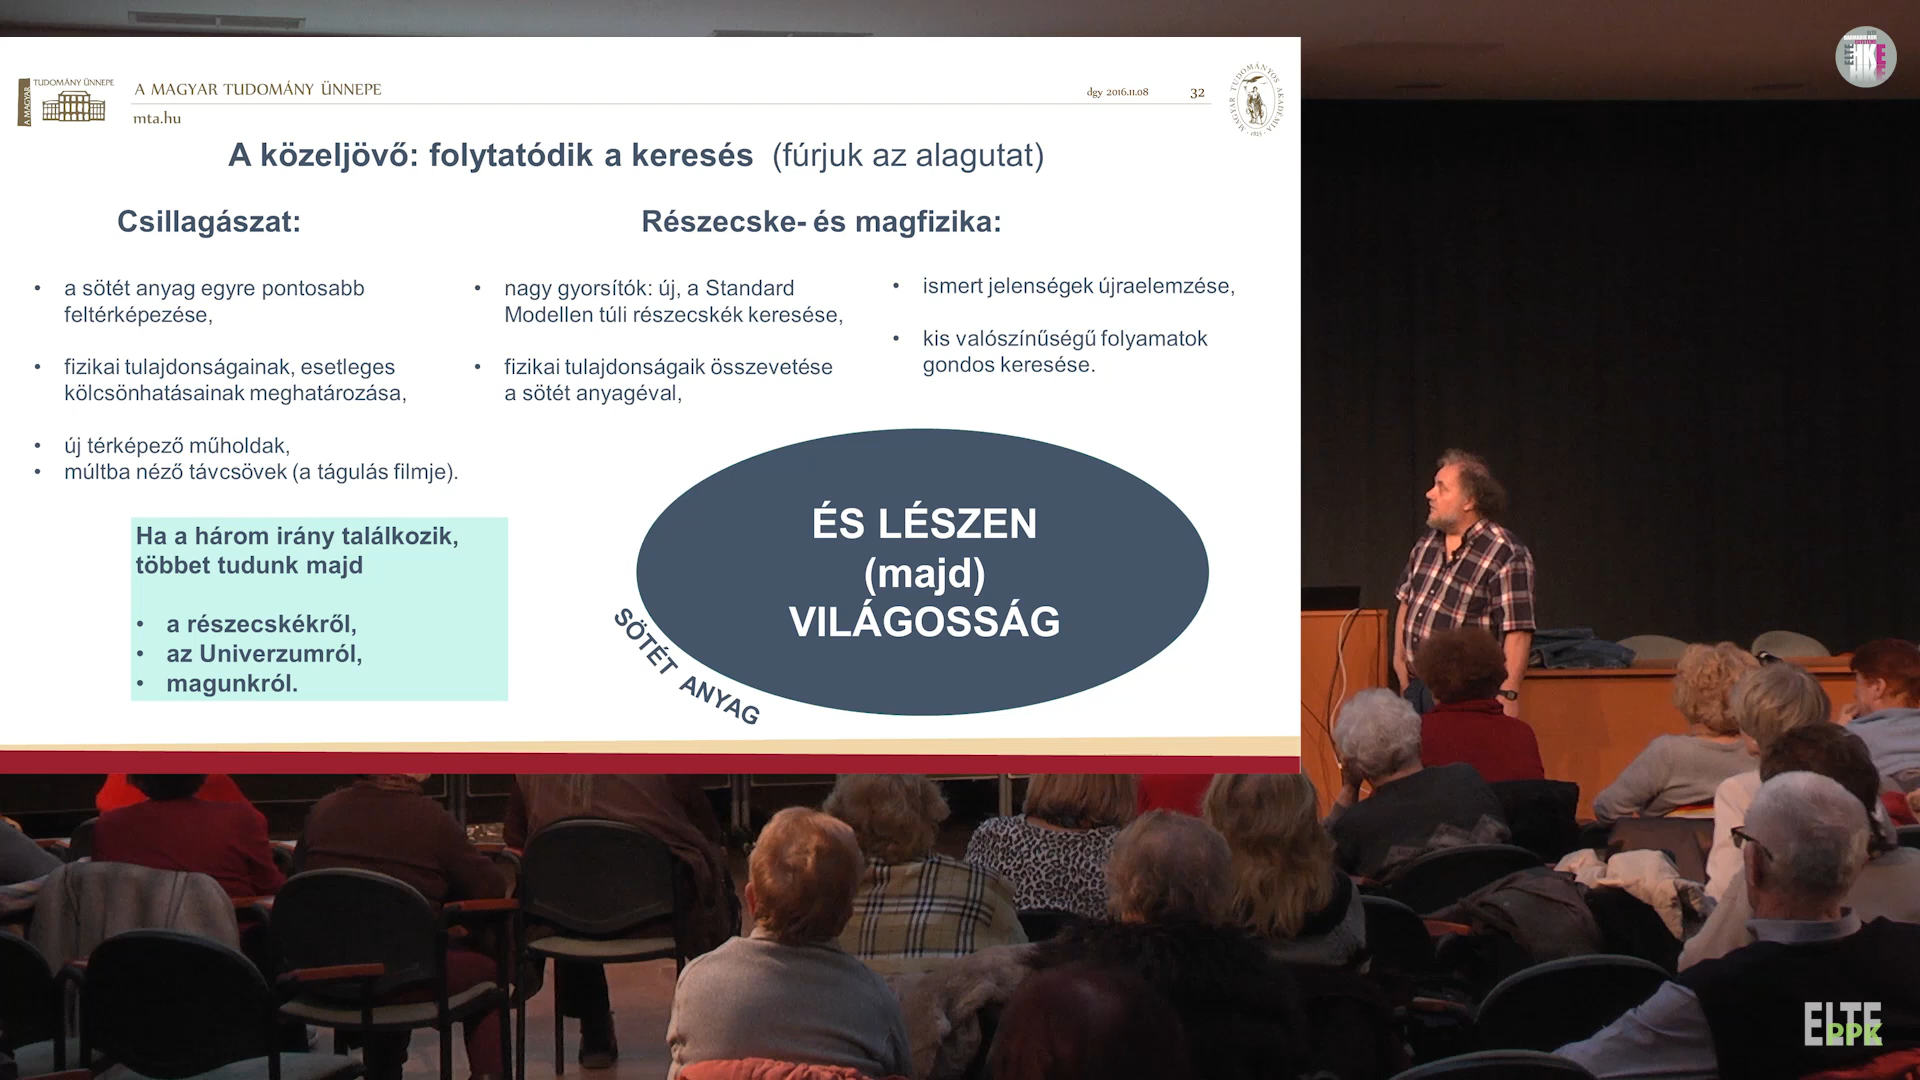 TUDOMÁNY ÜNNEPE
A MAGYAR
A MAGYAR TUDOMÁNY ÜNNEPE
mta.hu
dgy 2016.11.08
32
MAGYAR TUDOMÁNYOS AKADÉMIA
A közeljövő: folytatódik a keresés (fúrjuk az alagutat)
Csillagászat:
• a sötét anyag egyre pontosabb
feltérképezése,
• fizikai tulajdonságainak, esetleges
kölcsönhatásainak meghatározása,
• új térképező műholdak,
• múltba néző távcsövek (a tágulás filmje).
Részecske- és magfizika:
• nagy gyorsítók: új, a Standard
Modellen túli részecskék keresése,
• fizikai tulajdonságaik összevetése
a sötét anyagéval,
• ismert jelenségek újraelemzése,
• kis valószínűségű folyamatok
gondos keresése.
Ha a három irány találkozik,
többet tudunk majd
• a részecskékről,
• az Univerzumról,
• magunkról.
ÉS LÉSZEN
(majd)
VILÁGOSSÁG
SÖTÉT ANYAG
ELTE
PPK